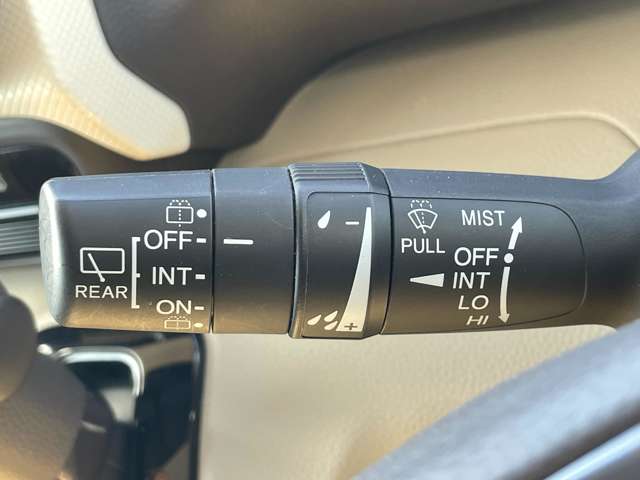 REAR
OFF
INT
ON
- 
+
PULL
MIST
OFF
INT
LO
HI